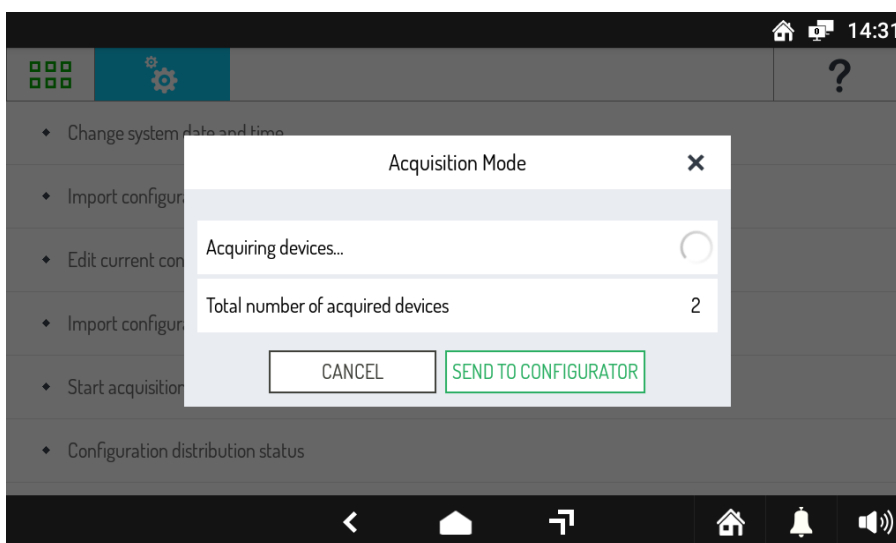 14:31
?
Change system date and time
Acquisition Mode
Import configur
Acquiring devices...
Edit current con
Total number of acquired devices 2
Import configur
CANCEL SEND TO CONFIGURATOR
Start acquisition
Configuration distribution status